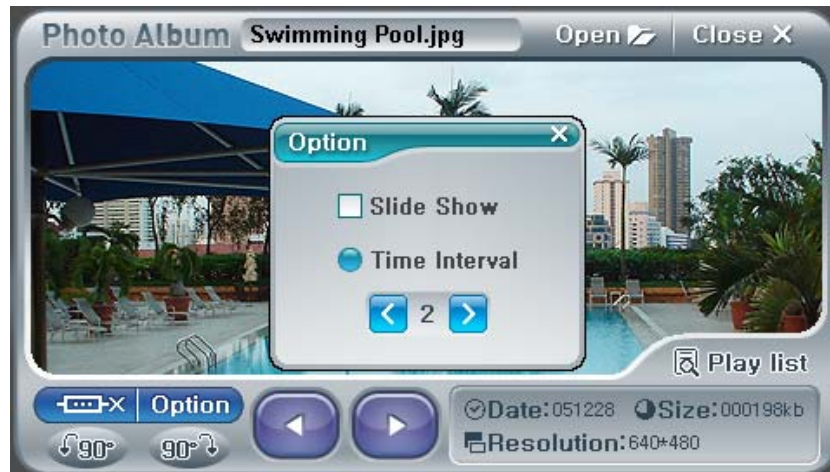 Photo Album Swimming Pool.jpg Open Close X
Option X
Slide Show
Time Interval
< 2 >
Play list
Option
Date:051228 Size:000198kb
90° 90°
Resolution:640*480